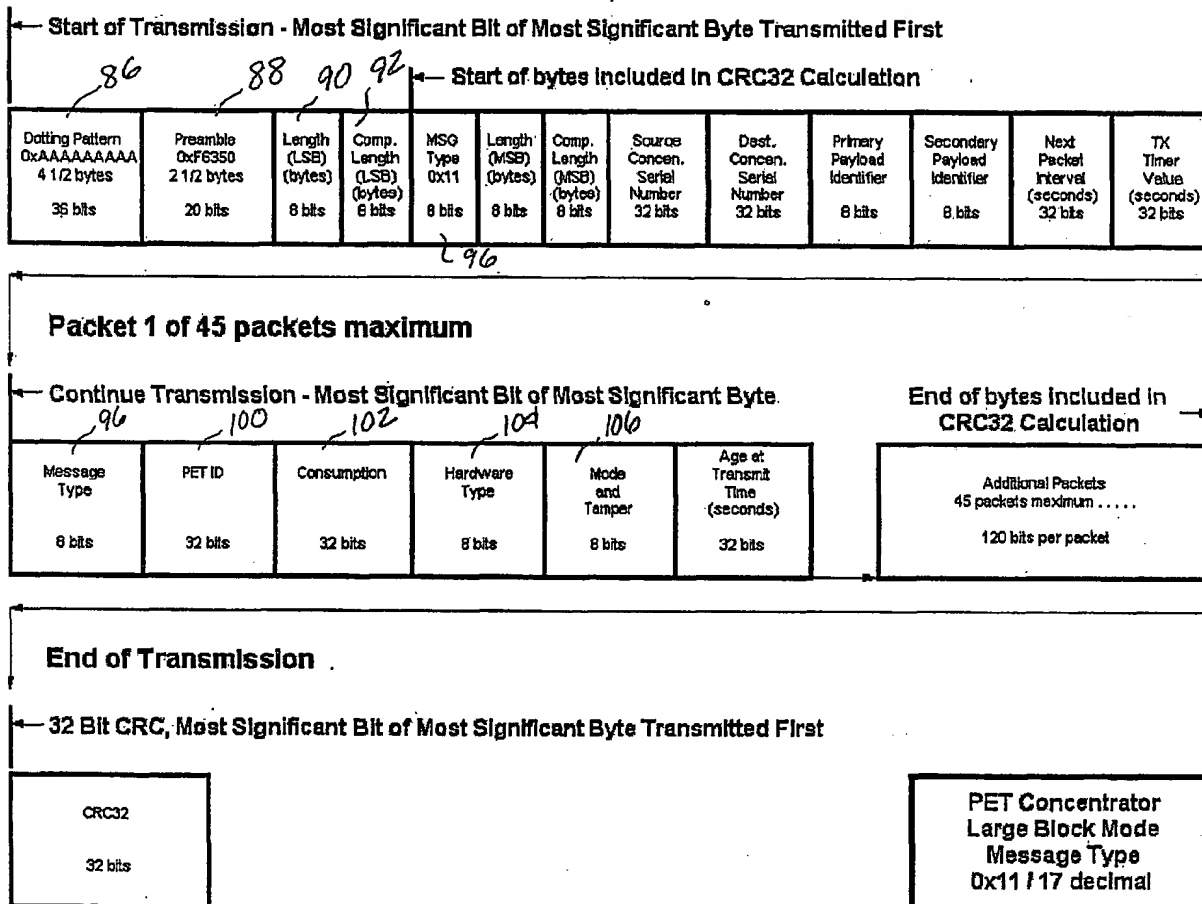 Start of Transmission - Most Significant Bit of Most Significant Byte Transmitted First
86 88 90 92
Start of bytes included in CRC32 Calculation
Dotting Pattern
0xAAAAAAAAA
4 1/2 bytes
36 bits
Preamble
0xF6350
2 1/2 bytes
20 bits
Length
(LSB)
(bytes)
8 bits
Comp.
Length
(LSB)
(bytes)
8 bits
MSG
Type
0x11
8 bits
Length
(MSB)
(bytes)
8 bits
Comp.
Length
(MSB)
(bytes)
8 bits
Source
Concen.
Serial
Number
32 bits
Dest.
Concen.
Serial
Number
32 bits
Primary
Payload
Identifier
8 bits
Secondary
Payload
Identifier
8 bits
Next
Packet
Interval
(seconds)
32 bits
TX
Timer
Value
(seconds)
32 bits
96
Packet 1 of 45 packets maximum
Continue Transmission - Most Significant Bit of Most Significant Byte
End of bytes included in
CRC32 Calculation
96 100 102 104 106
Message
Type
8 bits
PET ID
32 bits
Consumption
32 bits
Hardware
Type
8 bits
Mode
and
Tamper
8 bits
Age at
Transmit
Time
(seconds)
32 bits
Additional Packets
45 packets maximum .....
120 bits per packet
End of Transmission
32 Bit CRC, Most Significant Bit of Most Significant Byte Transmitted First
CRC32
32 bits
PET Concentrator
Large Block Mode
Message Type
0x11 / 17 decimal